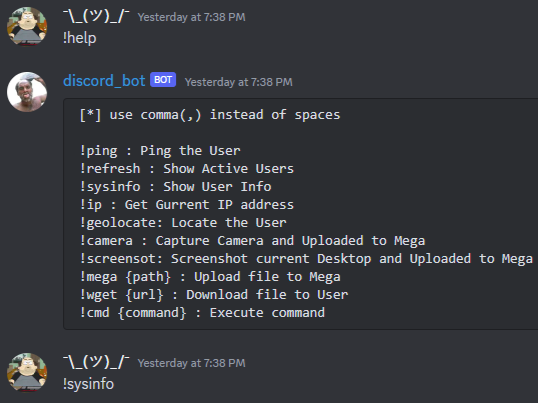 ¯\_(ツ)_/¯ Yesterday at 7:38 PM
!help
discord_bot BOT Yesterday at 7:38 PM
[*] use comma(,) instead of spaces
!ping : Ping the User
!refresh : Show Active Users
!sysinfo : Show User Info
!ip : Get Gurrent IP address
!geolocate: Locate the User
!camera : Capture Camera and Uploaded to Mega
!screensot: Screenshot current Desktop and Uploaded to Mega
!mega {path} : Upload file to Mega
!wget {url} : Download file to User
!cmd {command} : Execute command
¯\_(ツ)_/¯ Yesterday at 7:38 PM
!sysinfo